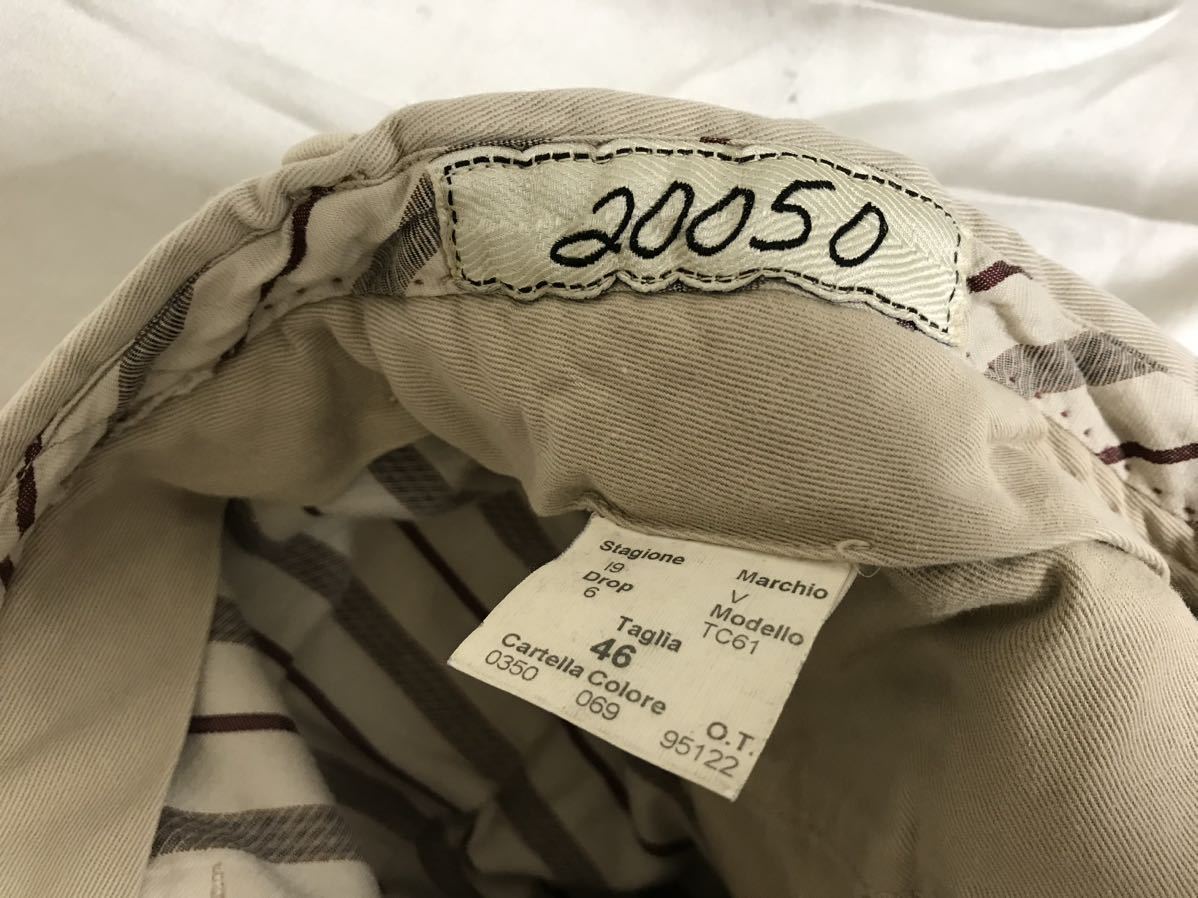 20050
Stagione Marchio
I9 V
Drop Modello
6 TC61
Taglia
46
Cartella Colore O.T.
0350 069 95122